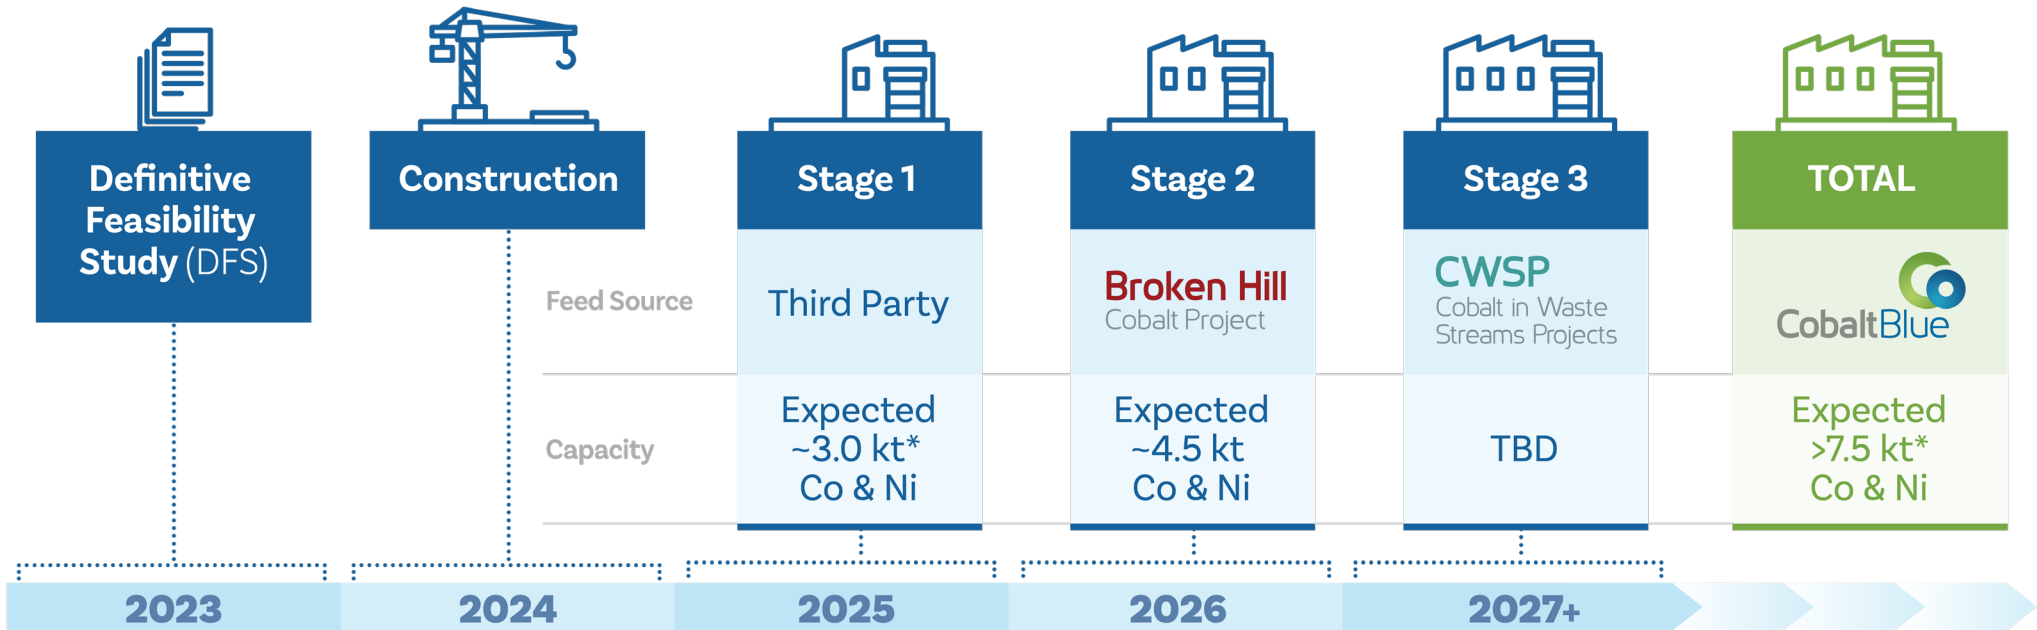 Definitive
Feasibility
Study (DFS)
Construction
Stage 1
Stage 2
Stage 3
TOTAL
Feed Source
Third Party
Broken Hill
Cobalt Project
CWSP
Cobalt in Waste
Streams Projects
CobaltBlue
Capacity
Expected
~3.0 kt*
Co & Ni
Expected
~4.5 kt
Co & Ni
TBD
Expected
>7.5 kt*
Co & Ni
2023
2024
2025
2026
2027+